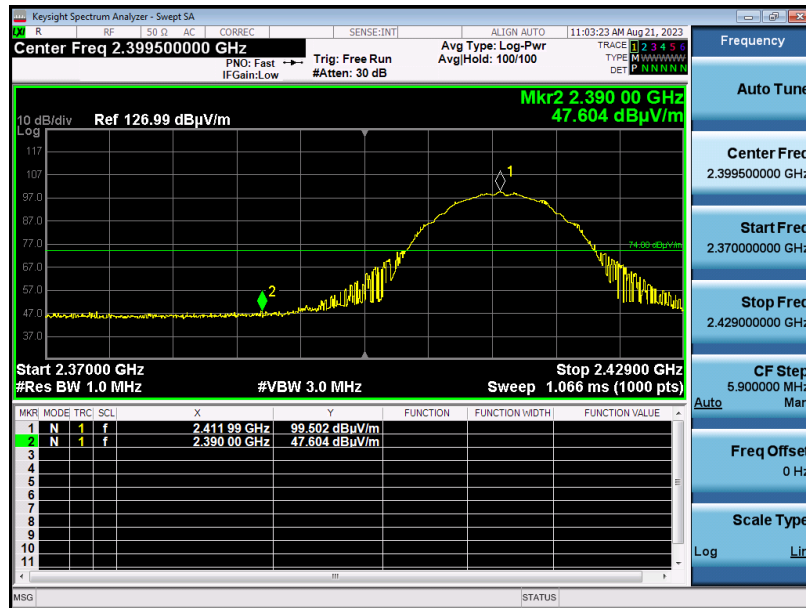 Keysight Spectrum Analyzer - Swept SA
LXI R RF 50 Ω AC CORREC SENSE:INT ALIGN AUTO 11:03:23 AM Aug 21, 2023
Center Freq 2.399500000 GHz
PNO: Fast
IFGain:Low
Trig: Free Run
#Atten: 30 dB
Avg Type: Log-Pwr
Avg|Hold: 100/100
TRACE 1 2 3 4 5 6
TYPE M W W W W W
DET P N N N N N
Mkr2 2.390 00 GHz
47.604 dBµV/m
10 dB/div Ref 126.99 dBµV/m
Log
117
107
97.0
87.0
77.0
67.0
57.0
47.0
37.0
1
2
74.00 dBµV/m
Start 2.37000 GHz Stop 2.42900 GHz
#Res BW 1.0 MHz #VBW 3.0 MHz Sweep 1.066 ms (1000 pts)
MKR MODE TRC SCL X Y FUNCTION FUNCTION WIDTH FUNCTION VALUE
1 N 1 f 2.411 99 GHz 99.502 dBµV/m
2 N 1 f 2.390 00 GHz 47.604 dBµV/m
3
4
5
6
7
8
9
10
11
MSG STATUS
Frequency
Auto Tune
Center Freq
2.399500000 GHz
Start Freq
2.370000000 GHz
Stop Freq
2.429000000 GHz
CF Step
5.900000 MHz
Auto Man
Freq Offset
0 Hz
Scale Type
Log Lin